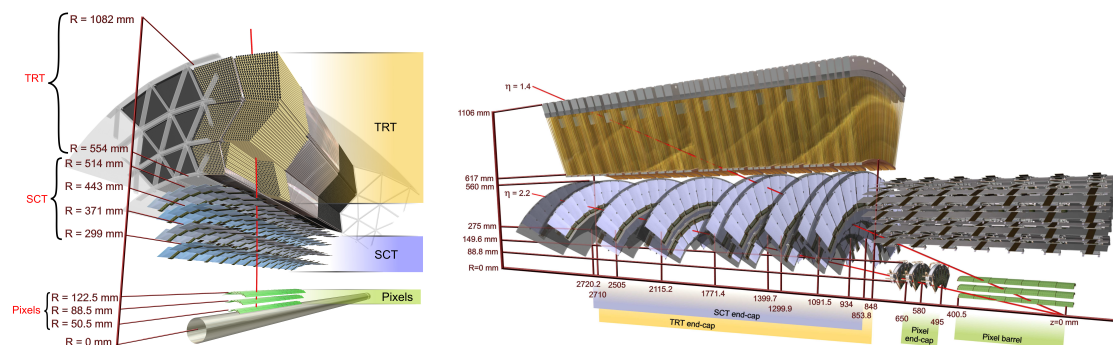 R = 1082 mm
TRT
TRT
R = 554 mm
R = 514 mm
R = 443 mm
SCT
R = 371 mm
R = 299 mm
SCT
Pixels
R = 122.5 mm
Pixels
R = 88.5 mm
R = 50.5 mm
R = 0 mm
η = 1.4
1106 mm
617 mm
560 mm
η = 2.2
275 mm
149.6 mm
88.8 mm
R=0 mm
2720.2
2710
2505
2115.2
1771.4
1399.7
1299.9
1091.5
934
853.8
848
650
580
495
400.5
z=0 mm
SCT end-cap
TRT end-cap
Pixel
end-cap
Pixel barrel